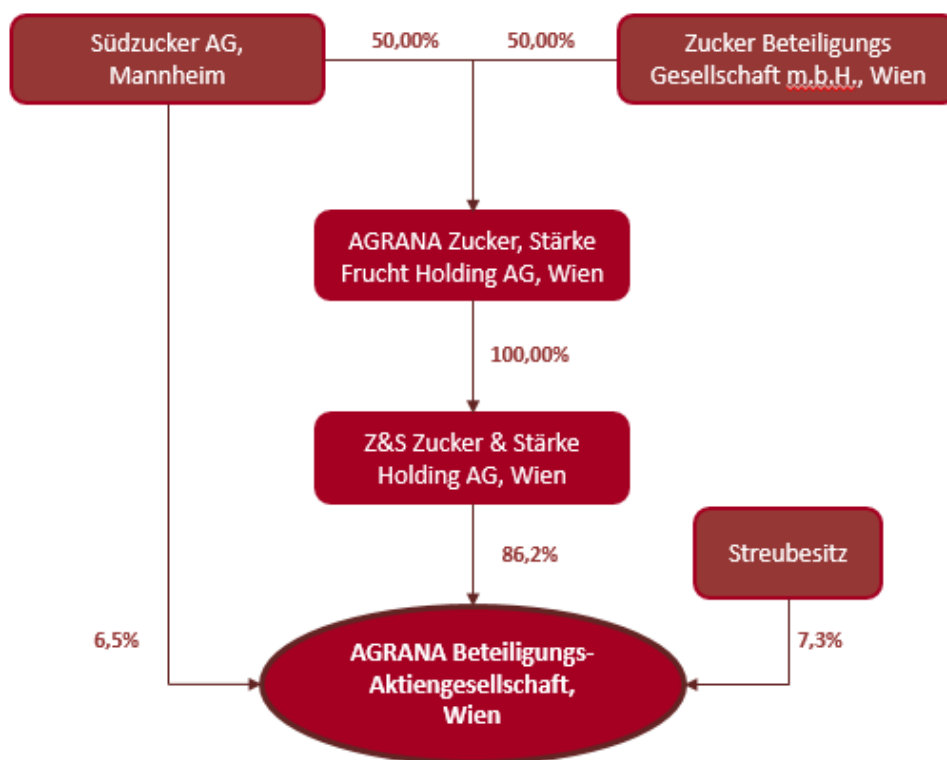 Südzucker AG,
Mannheim
50,00%
50,00%
Zucker Beteiligungs
Gesellschaft m.b.H., Wien
AGRANA Zucker, Stärke
Frucht Holding AG, Wien
100,00%
Z&S Zucker & Stärke
Holding AG, Wien
86,2%
Streubesitz
6,5%
7,3%
AGRANA Beteiligungs-
Aktiengesellschaft,
Wien